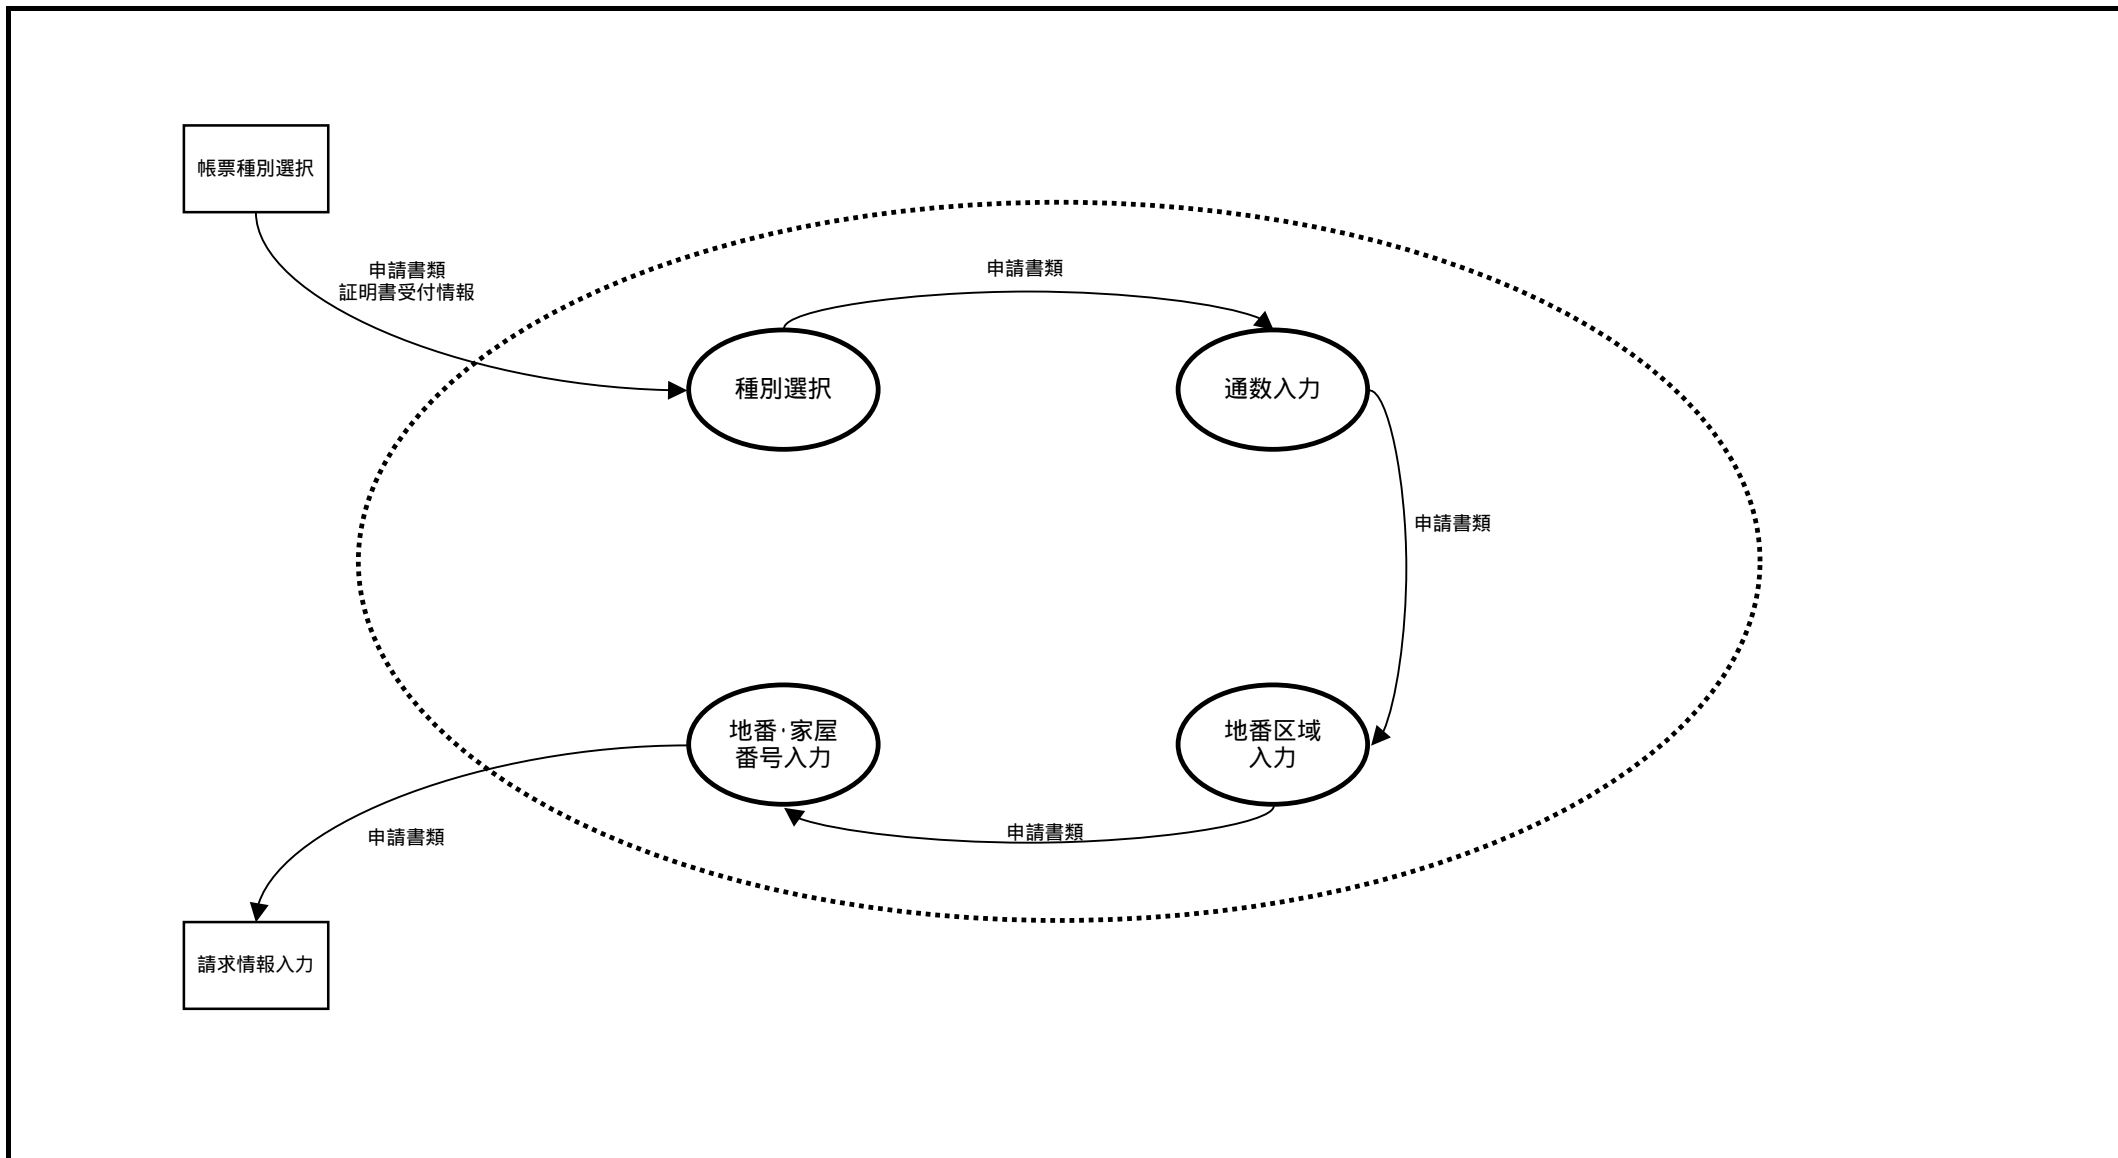 帳票種別選択
申請書類
証明書受付情報
申請書類
種別選択
通数入力
申請書類
地番・家屋
番号入力
地番区域
入力
申請書類
申請書類
請求情報入力